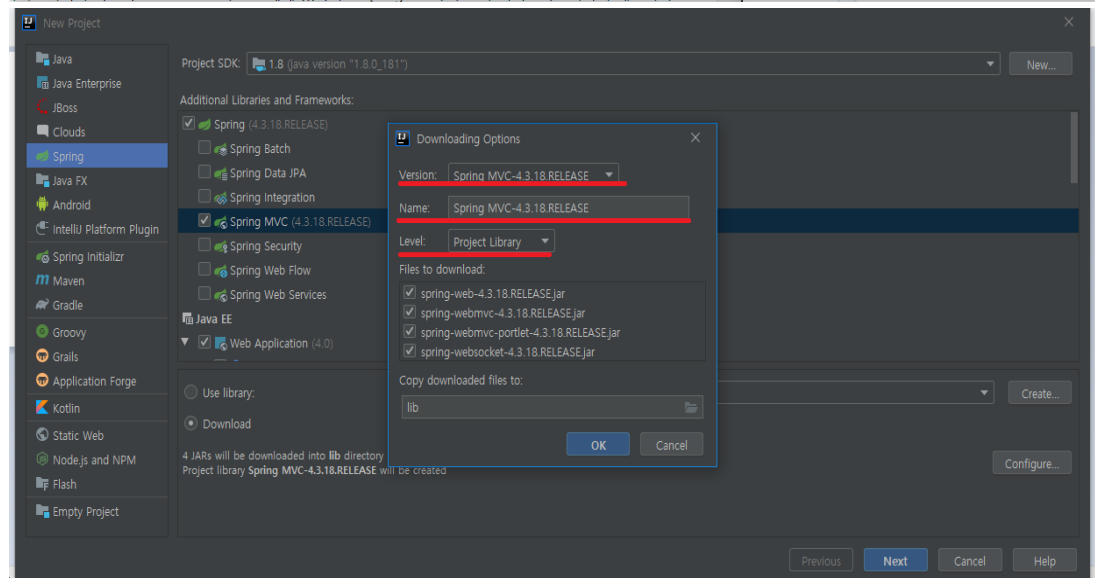 New Project
Java
Java Enterprise
JBoss
Clouds
Spring
Java FX
Android
IntelliJ Platform Plugin
Spring Initializr
Maven
Gradle
Groovy
Grails
Application Forge
Kotlin
Static Web
Node.js and NPM
Flash
Empty Project
Project SDK: 1.8 (java version "1.8.0_181") New...
Additional Libraries and Frameworks:
Spring (4.3.18.RELEASE)
Spring Batch
Spring Data JPA
Spring Integration
Spring MVC (4.3.18.RELEASE)
Spring Security
Spring Web Flow
Spring Web Services
Java EE
Web Application (4.0)
Use library: Create...
Download
4 JARs will be downloaded into lib directory
Project library Spring MVC-4.3.18.RELEASE will be created
Configure...
Downloading Options
Version: Spring MVC-4.3.18.RELEASE
Name: Spring MVC-4.3.18.RELEASE
Level: Project Library
Files to download:
spring-web-4.3.18.RELEASE.jar
spring-webmvc-4.3.18.RELEASE.jar
spring-webmvc-portlet-4.3.18.RELEASE.jar
spring-websocket-4.3.18.RELEASE.jar
Copy downloaded files to:
lib
OK Cancel
Previous Next Cancel Help